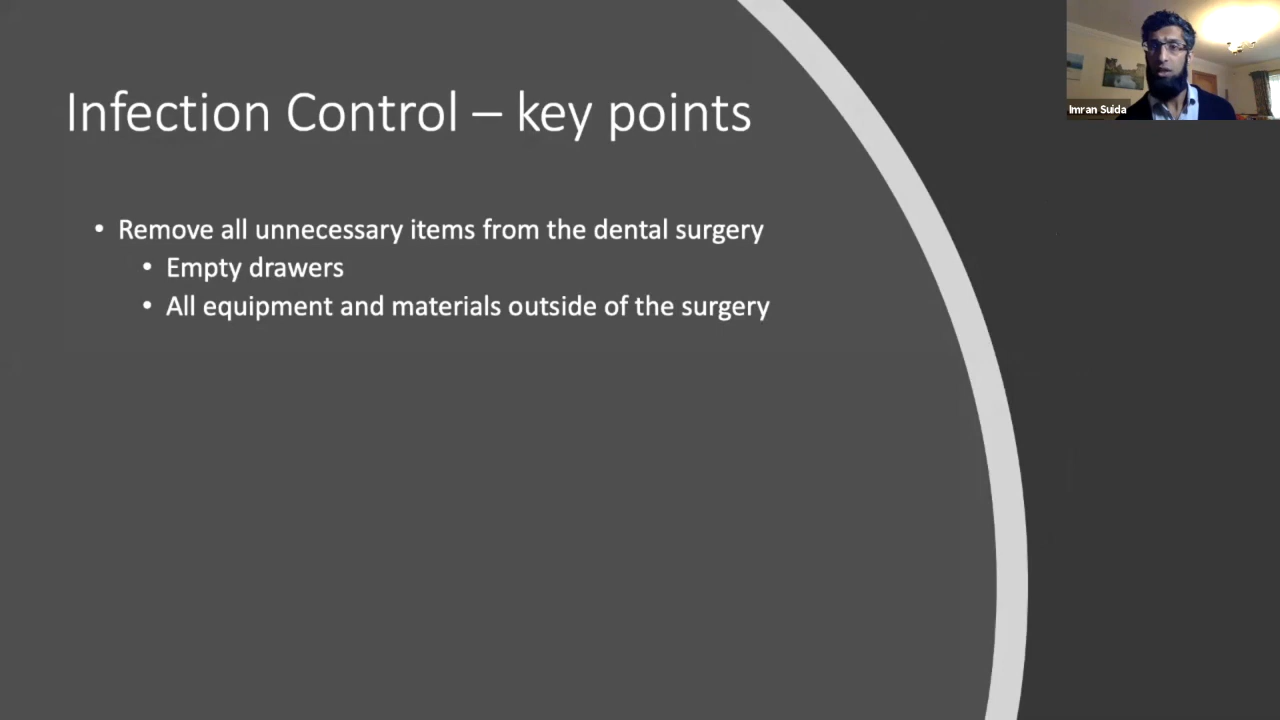 Infection Control – key points
Imran Suida
• Remove all unnecessary items from the dental surgery
• Empty drawers
• All equipment and materials outside of the surgery